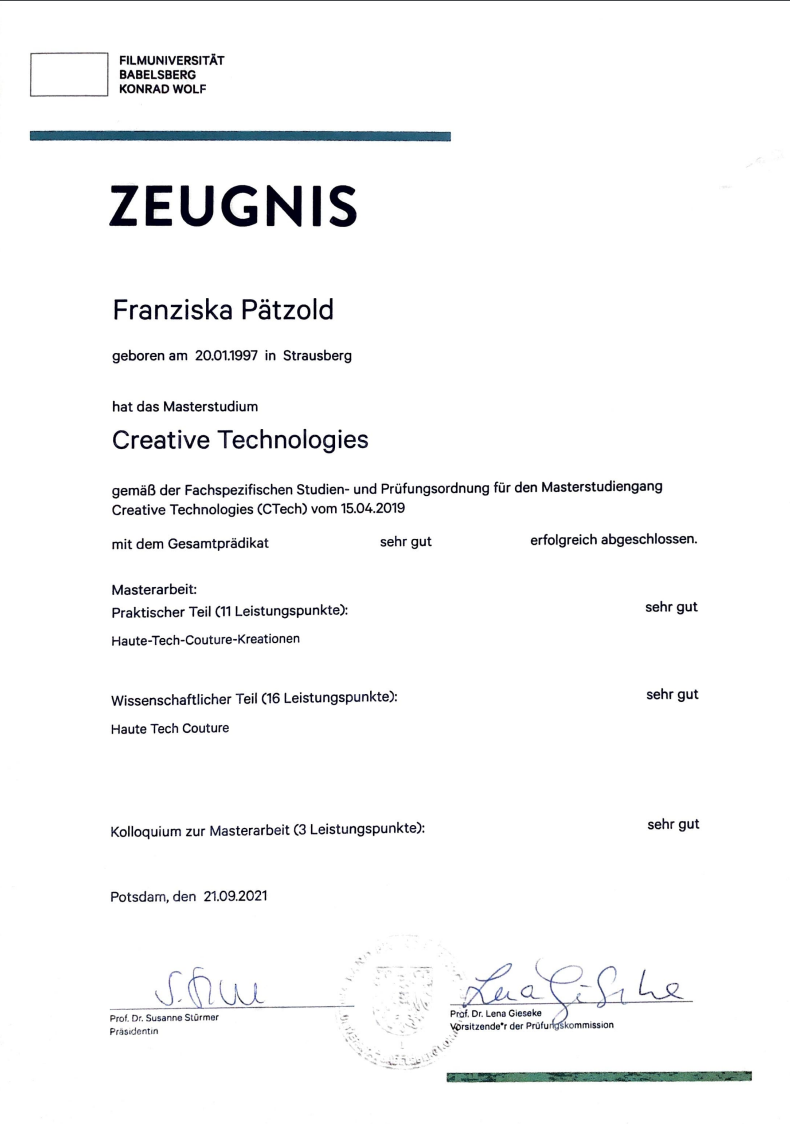 FILMUNIVERSITÄT
BABELSBERG
KONRAD WOLF
ZEUGNIS
Franziska Pätzold
geboren am 20.01.1997 in Strausberg
hat das Masterstudium
Creative Technologies
gemäß der Fachspezifischen Studien- und Prüfungsordnung für den Masterstudiengang
Creative Technologies (CTech) vom 15.04.2019
mit dem Gesamtprädikat sehr gut erfolgreich abgeschlossen.
Masterarbeit:
Praktischer Teil (11 Leistungspunkte): sehr gut
Haute-Tech-Couture-Kreationen
Wissenschaftlicher Teil (16 Leistungspunkte): sehr gut
Haute Tech Couture
Kolloquium zur Masterarbeit (3 Leistungspunkte): sehr gut
Potsdam, den 21.09.2021
Lena Gieseke
Prof. Dr. Susanne Stürmer
Präsidentin
Prof. Dr. Lena Gieseke
Vorsitzende*r der Prüfungskommission